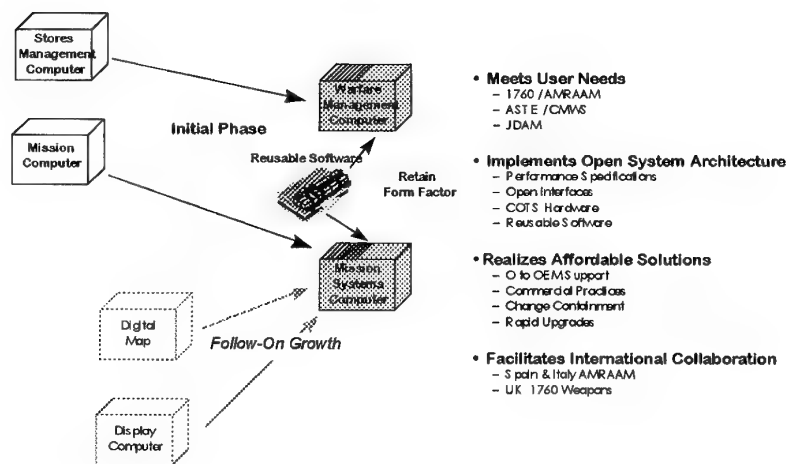 Stores
Management
Computer
Mission
Computer
Initial Phase
Warfare
Management
Computer
Reusable Software
Retain
Form Factor
Mission
Systems
Computer
Digital
Map
Follow-On Growth
Display
Computer
• Meets User Needs
– 1760 /AMRAAM
– ASTE /CMWS
– JDAM
• Implements Open System Architecture
– Performance Specifications
– Open Interfaces
– COTS Hardware
– Reusable Software
• Realizes Affordable Solutions
– O to OEM Support
– Commercial Practices
– Change Containment
– Rapid Upgrades
• Facilitates International Collaboration
– Spain & Italy AMRAAM
– UK 1760 Weapons